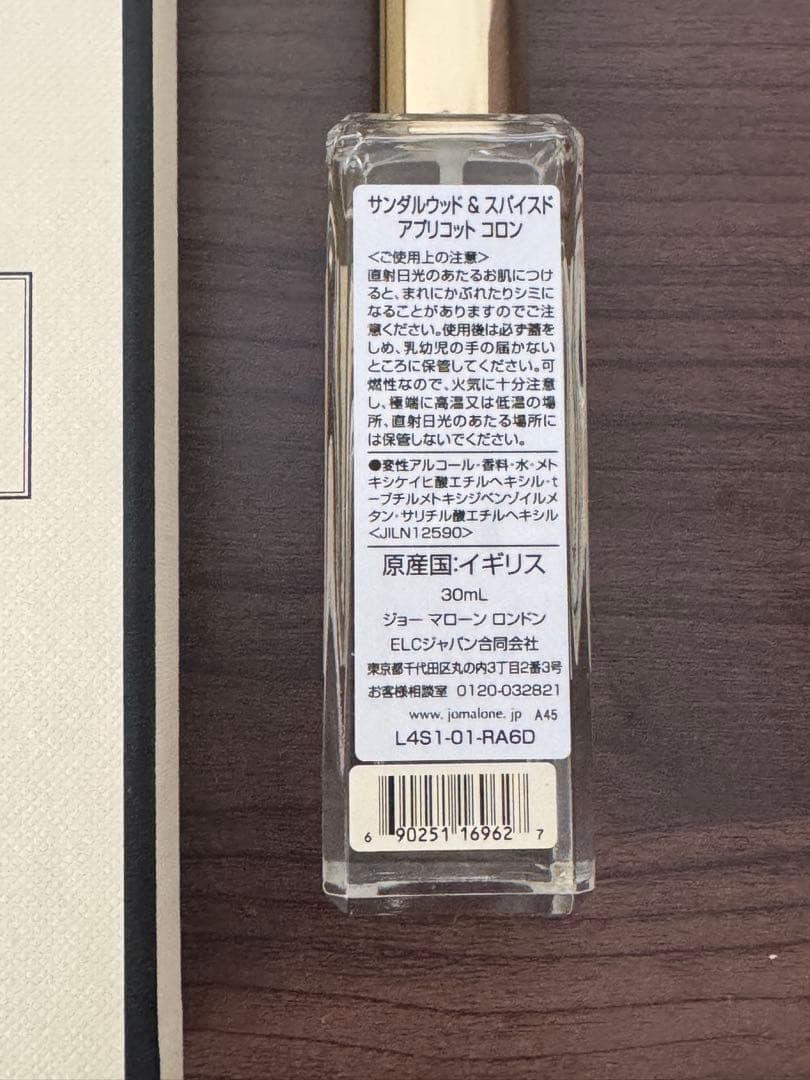 サンダルウッド & スパイスド
アプリコット コロン
<ご使用上の注意>
直射日光のあたるお肌につけ
ると、まれにかぶれたりシミに
なることがありますのでご注
意ください。使用後は必ず蓋を
しめ、乳幼児の手の届かない
ところに保管してください。可
燃性なので、火気に十分注意
し、極端に高温又は低温の場
所、直射日光のあたる場所に
は保管しないでください。
●変性アルコール・香料・水・メト
キシケイヒ酸エチルヘキシル・t
ーブチルメトキシジベンゾイルメ
タン・サリチル酸エチルヘキシル
<JILN12590>
原産国:イギリス
30mL
ジョー マローン ロンドン
ELCジャパン合同会社
東京都千代田区丸の内3丁目2番3号
お客様相談室 0120-032821
www.jomalone.jp A45
L4S1-01-RA6D
6 90251 16962 7